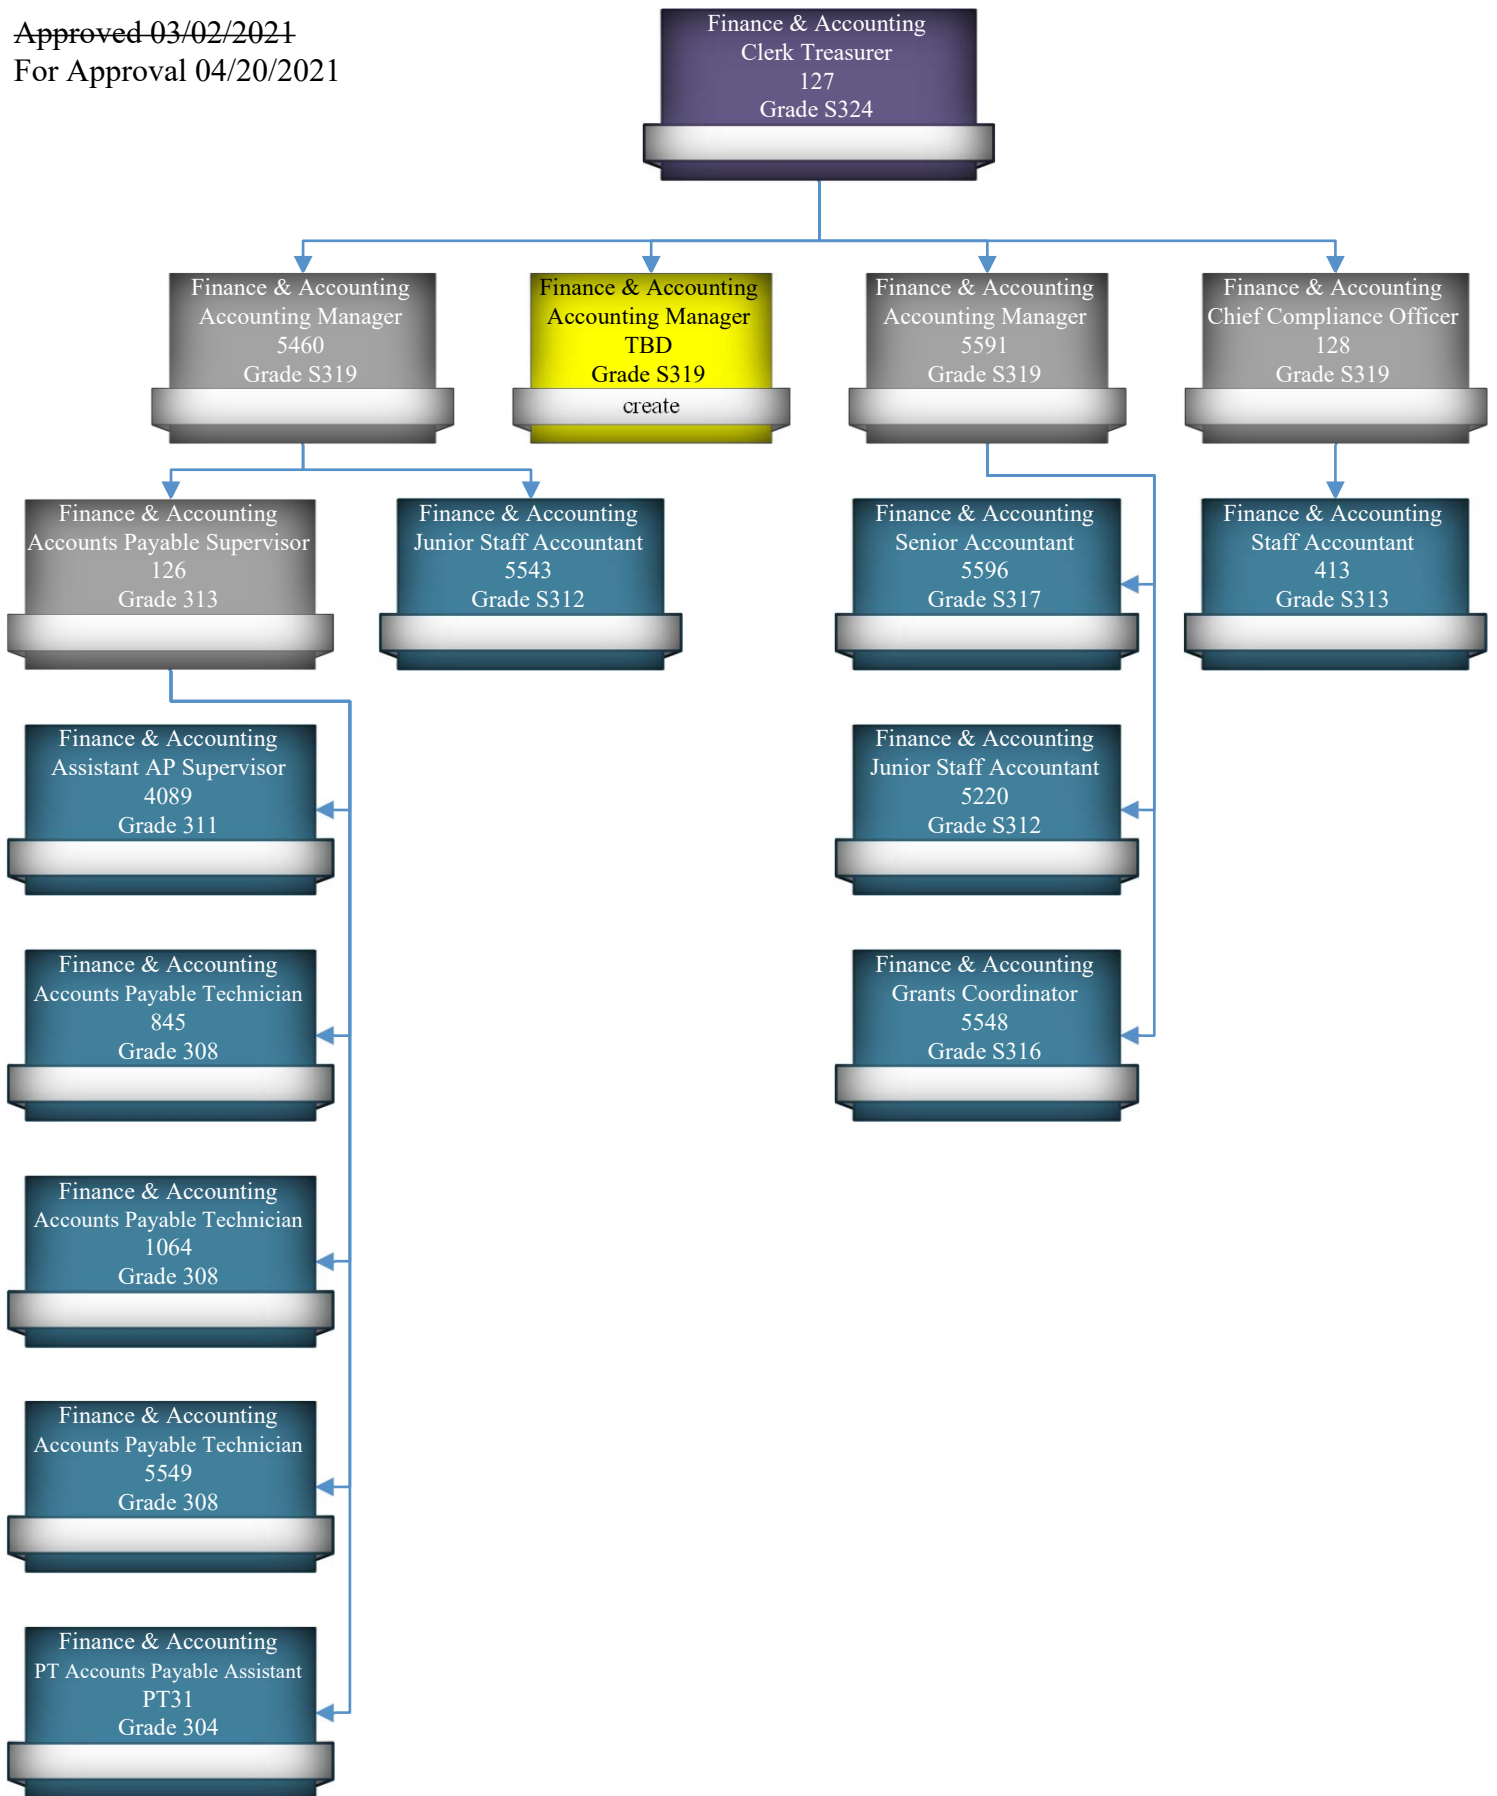 Approved 03/02/2021
For Approval 04/20/2021
Finance & Accounting
Clerk Treasurer
127
Grade S324
Finance & Accounting
Accounting Manager
5460
Grade S319
Finance & Accounting
Accounting Manager
TBD
Grade S319
create
Finance & Accounting
Accounting Manager
5591
Grade S319
Finance & Accounting
Chief Compliance Officer
128
Grade S319
Finance & Accounting
Accounts Payable Supervisor
126
Grade 313
Finance & Accounting
Junior Staff Accountant
5543
Grade S312
Finance & Accounting
Senior Accountant
5596
Grade S317
Finance & Accounting
Staff Accountant
413
Grade S313
Finance & Accounting
Assistant AP Supervisor
4089
Grade 311
Finance & Accounting
Junior Staff Accountant
5220
Grade S312
Finance & Accounting
Accounts Payable Technician
845
Grade 308
Finance & Accounting
Grants Coordinator
5548
Grade S316
Finance & Accounting
Accounts Payable Technician
1064
Grade 308
Finance & Accounting
Accounts Payable Technician
5549
Grade 308
Finance & Accounting
PT Accounts Payable Assistant
PT31
Grade 304